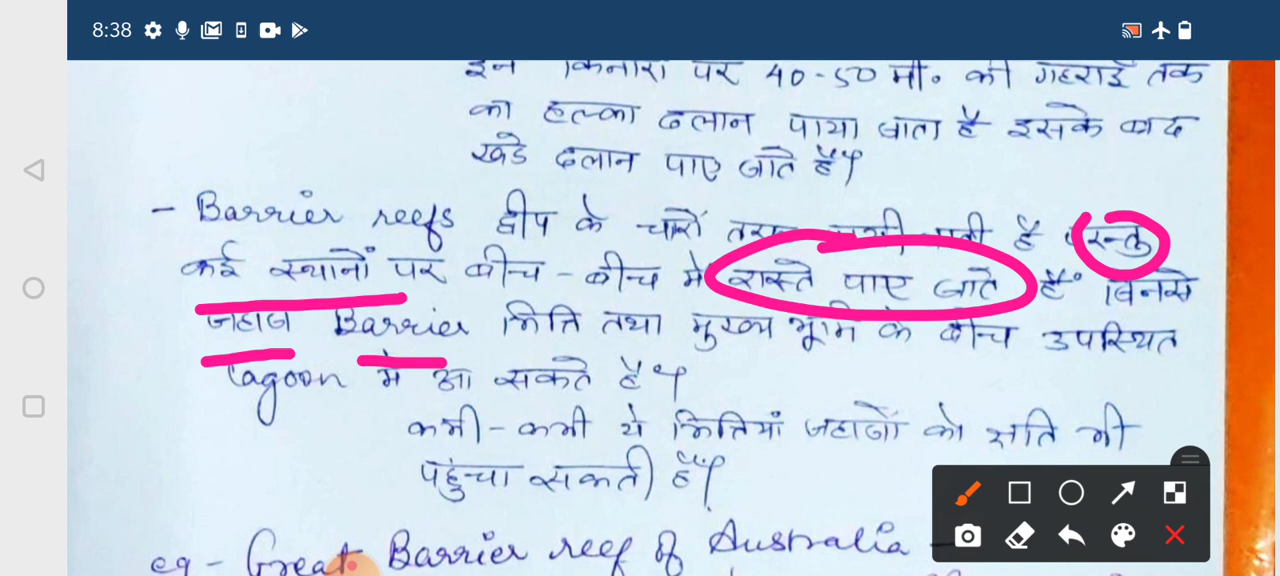 8:38
इन किनारों पर 40-50 मी० की गहराई तक
का हल्का ढलान पाया जाता है इसके बाद
खडे ढलान पाए जाते हैं।
- Barrier reefs द्वीप के चारों तरफ है परन्तु
कई स्थानों पर बीच - बीच में रास्ते पाए जाते हैं जिनसे
जहाज Barrier भित्ति तथा मुख्य भूमि के बीच उपस्थित
lagoon में आ सकते है।
कभी-कभी ये भित्तियां जहाजों को क्षति भी
पहुंचा सकती हैं।
eg - Great Barrier reef of Australia -